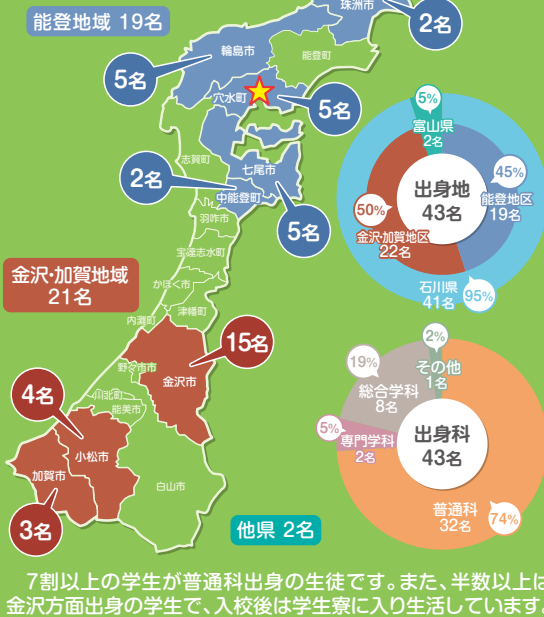 能登地域 19名
珠洲市
2名
輪島市
能登町
5名
穴水町
5名
志賀町
七尾市
2名
中能登町
羽咋市
5名
宝達志水町
金沢・加賀地域
21名
かほく市
津幡町
内灘町
15名
野々市市
金沢市
4名
川北町
能美市
小松市
加賀市
白山市
3名
他県 2名
5%
富山県
2名
45%
能登地区
19名
出身地
43名
50%
金沢・加賀地区
22名
石川県
41名
95%
2%
その他
1名
19%
総合学科
8名
5%
専門学科
2名
出身科
43名
普通科
32名
74%
7割以上の学生が普通科出身の生徒です。また、半数以上は
金沢方面出身の学生で、入校後は学生寮に入り生活しています。